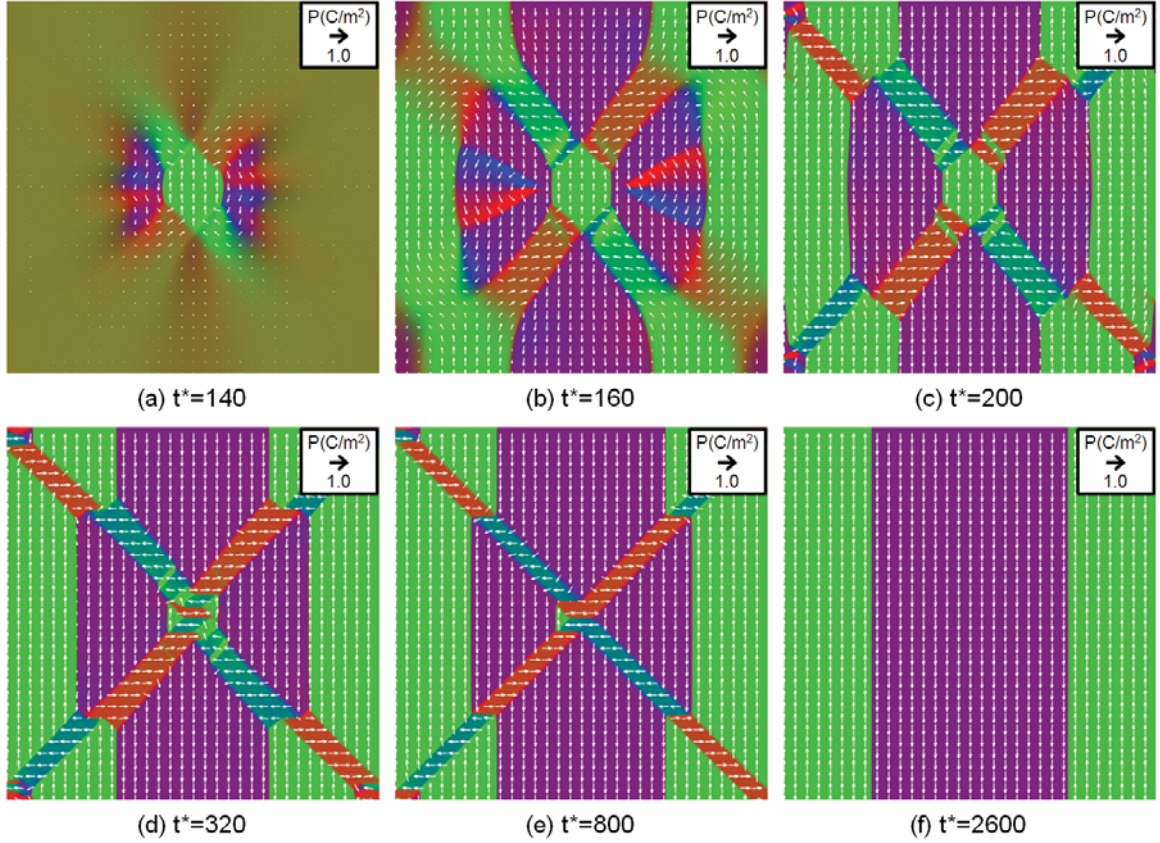 P(C/m²)
1.0
P(C/m²)
1.0
P(C/m²)
1.0
(a) t*=140
(b) t*=160
(c) t*=200
P(C/m²)
1.0
P(C/m²)
1.0
P(C/m²)
1.0
(d) t*=320
(e) t*=800
(f) t*=2600